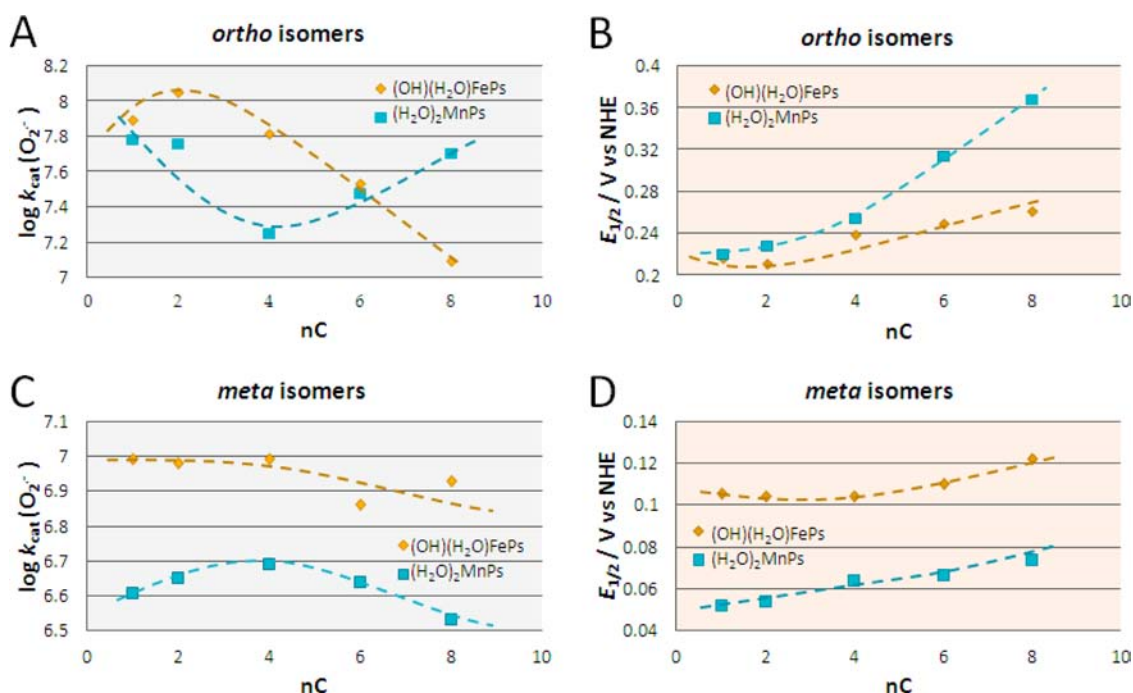 A
ortho isomers
log kcat(O2·-)
8.2
8
7.8
7.6
7.4
7.2
7
(OH)(H2O)FePs
(H2O)2MnPs
0 2 4 6 8 10
nC
B
ortho isomers
E1/2 / V vs NHE
0.36
0.32
0.28
0.24
0.2
(OH)(H2O)FePs
(H2O)2MnPs
0 2 4 6 8 10
nC
C
meta isomers
log kcat(O2·-)
7.1
7
6.9
6.8
6.7
6.6
6.5
(OH)(H2O)FePs
(H2O)2MnPs
0 2 4 6 8 10
nC
D
meta isomers
E1/2 / V vs NHE
0.14
0.12
0.1
0.08
0.06
0.04
(OH)(H2O)FePs
(H2O)2MnPs
0 2 4 6 8 10
nC